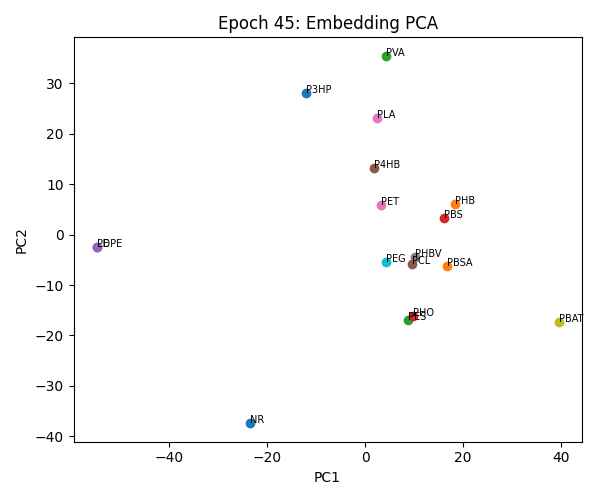 Epoch 45: Embedding PCA
PVA
P3HP
PLA
P4HB
PET
PHB
PBS
PHBV
PEG
PCL
PBSA
PHO
PBAT
NR
30
20
10
0
−10
−20
−30
−40
PC2
−40
−20
0
20
40
PC1